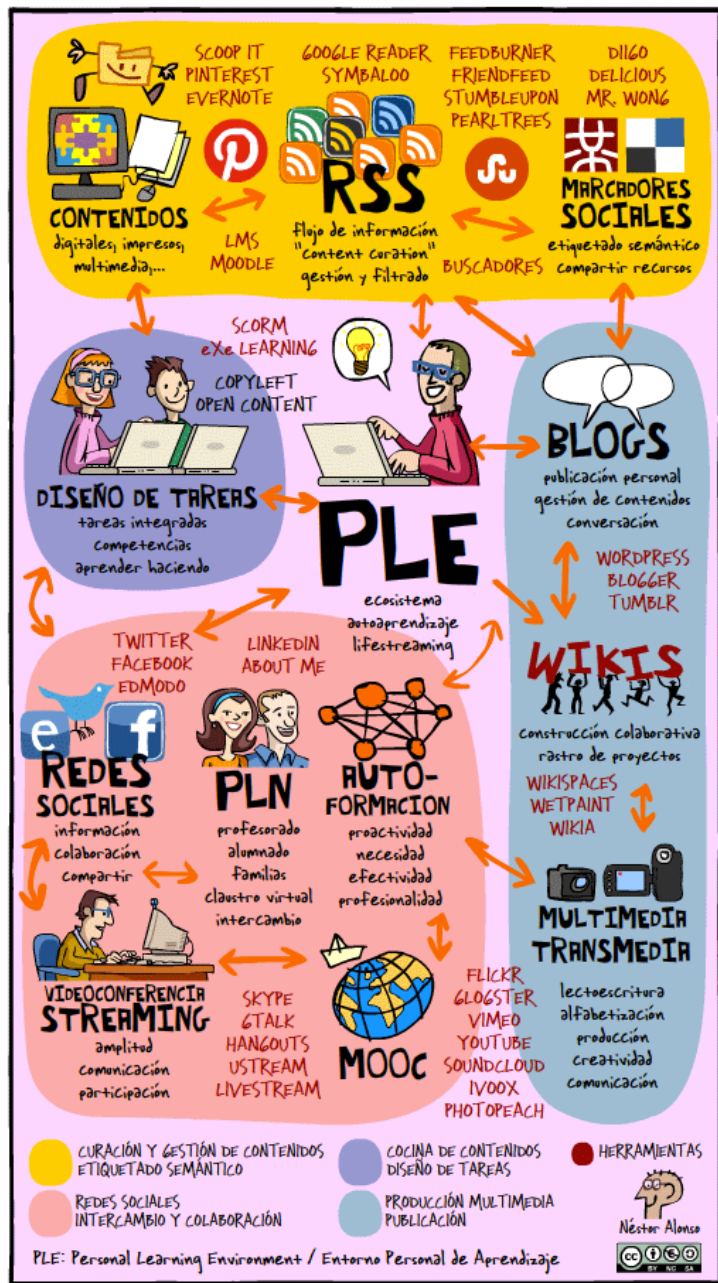 SCOOP IT
PINTEREST
EVERNOTE
GOOGLE READER
SYMBALOO
FEEDBURNER
FRIENDFEED
STUMBLEUPON
PEARLTREES
DIIGO
DELICIOUS
MR. WONG
CONTENIDOS
digitales, impresos,
multimedia,...
LMS
MOODLE
RSS
flujo de información
"content curation"
gestión y filtrado
BUSCADORES
MARCADORES
SOCIALES
etiquetado semántico
compartir recursos
SCORM
eXe LEARNING
COPYLEFT
OPEN CONTENT
DISEÑO DE TAREAS
tareas integradas
competencias
aprender haciendo
PLE
ecosistema
autoaprendizaje
lifestreaming
BLOGS
publicación personal
gestión de contenidos
conversación
WORDPRESS
BLOGGER
TUMBLR
WIKIS
construcción colaborativa
rastro de proyectos
WIKISPACES
WETPAINT
WIKIA
TWITTER
FACEBOOK
EDMODO
LINKEDIN
ABOUT ME
e
f
REDES
SOCIALES
información
colaboración
compartir
PLN
profesorado
alumnado
familias
claustro virtual
intercambio
AUTO-
FORMACION
proactividad
necesidad
efectividad
profesionalidad
MULTIMEDIA
TRANSMEDIA
lectoescritura
alfabetización
producción
creatividad
comunicación
VIDEOCONFERENCIA
STREAMING
amplitud
comunicación
participación
SKYPE
GTALK
HANGOUTS
USTREAM
LIVESTREAM
MOOC
FLICKR
GLOGSTER
VIMEO
YOUTUBE
SOUNDCLOUD
IVOOX
PHOTOPEACH
CURACIÓN Y GESTIÓN DE CONTENIDOS
ETIQUETADO SEMÁNTICO
COCINA DE CONTENIDOS
DISEÑO DE TAREAS
HERRAMIENTAS
REDES SOCIALES
INTERCAMBIO Y COLABORACIÓN
PRODUCCIÓN MULTIMEDIA
PUBLICACIÓN
Néstor Alonso
PLE: Personal Learning Environment / Entorno Personal de Aprendizaje
cc
BY NC SA